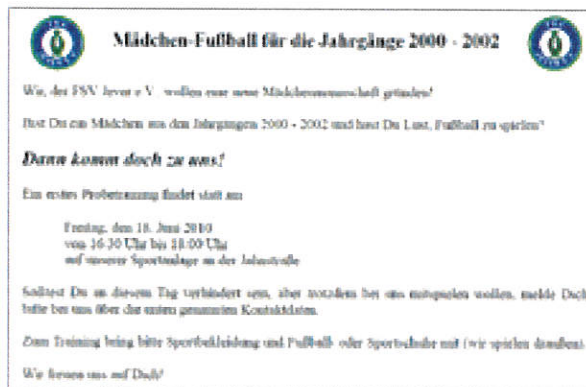 Mädchen-Fußball für die Jahrgänge 2000 - 2002
Wir, der FSV Jever e.V. wollen eine neue Mädchenmannschaft gründen!
Bist Du ein Mädchen aus den Jahrgängen 2000 - 2002 und hast Du Lust, Fußball zu spielen?
Dann komm doch zu uns!
Ein erstes Probetraining findet statt am
Freitag, den 18. Juni 2010
von 16:30 Uhr bis 18:00 Uhr
auf unserer Sportanlage an der Jahnstraße
Solltest Du an diesem Tag verhindert sein, aber trotzdem bei uns mitspielen wollen, melde Dich
bitte bei uns über die unten genannten Kontaktdaten.
Zum Training bring bitte Sportbekleidung und Fußball- oder Sportschuhe mit (wir spielen draußen).
Wir freuen uns auf Dich!